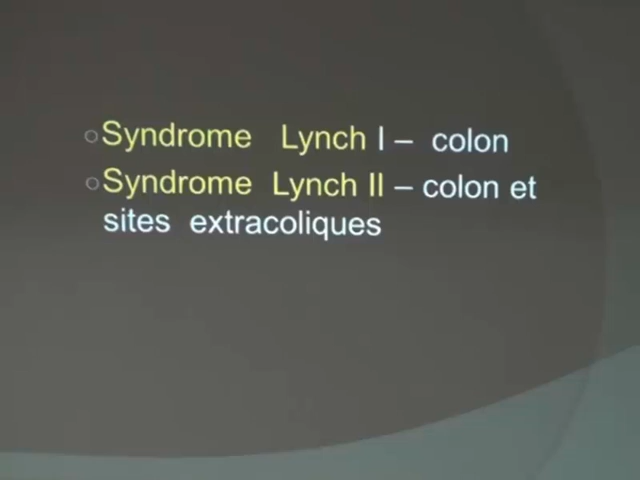 Syndrome Lynch I – colon
Syndrome Lynch II – colon et
sites extracoliques